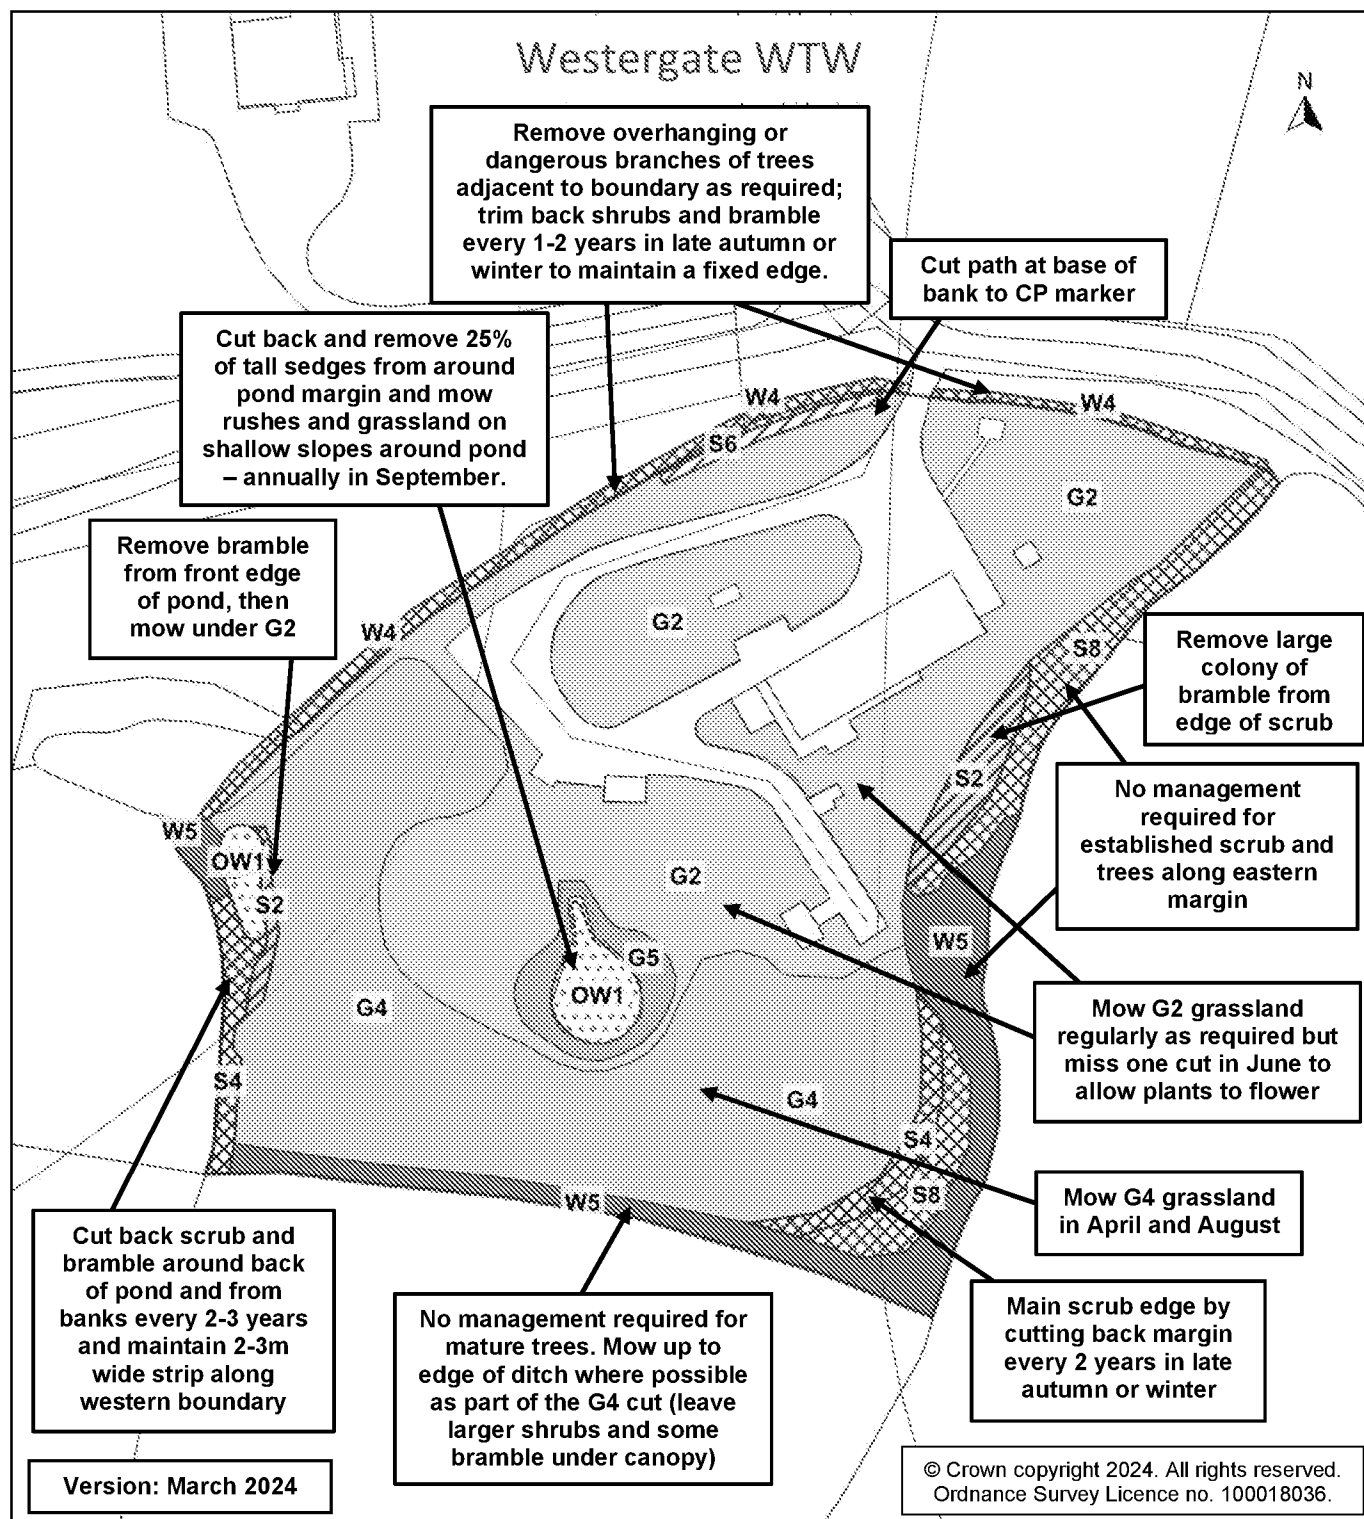 Westergate WTW
N
Remove overhanging or
dangerous branches of trees
adjacent to boundary as required;
trim back shrubs and bramble
every 1-2 years in late autumn or
winter to maintain a fixed edge.
Cut path at base of
bank to CP marker
Cut back and remove 25%
of tall sedges from around
pond margin and mow
rushes and grassland on
shallow slopes around pond
– annually in September.
W4
W4
S6
G2
Remove bramble
from front edge
of pond, then
mow under G2
W4
G2
S8
Remove large
colony of
bramble from
edge of scrub
S2
No management
required for
established scrub and
trees along eastern
margin
W5
OW1
S2
G2
W5
G5
OW1
G4
Mow G2 grassland
regularly as required but
miss one cut in June to
allow plants to flower
S4
G4
S4
S8
W5
Mow G4 grassland
in April and August
Cut back scrub and
bramble around back
of pond and from
banks every 2-3 years
and maintain 2-3m
wide strip along
western boundary
No management required for
mature trees. Mow up to
edge of ditch where possible
as part of the G4 cut (leave
larger shrubs and some
bramble under canopy)
Main scrub edge by
cutting back margin
every 2 years in late
autumn or winter
Version: March 2024
© Crown copyright 2024. All rights reserved.
Ordnance Survey Licence no. 100018036.